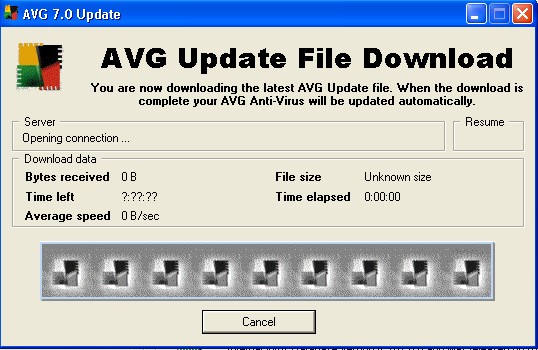 AVG 7.0 Update
AVG Update File Download
You are now downloading the latest AVG Update file. When the download is
complete your AVG Anti-Virus will be updated automatically.
Server
Resume
Opening connection ...
Download data
Bytes received 0 B File size Unknown size
Time left ?:??:?? Time elapsed 0:00:00
Average speed 0 B/sec
Cancel